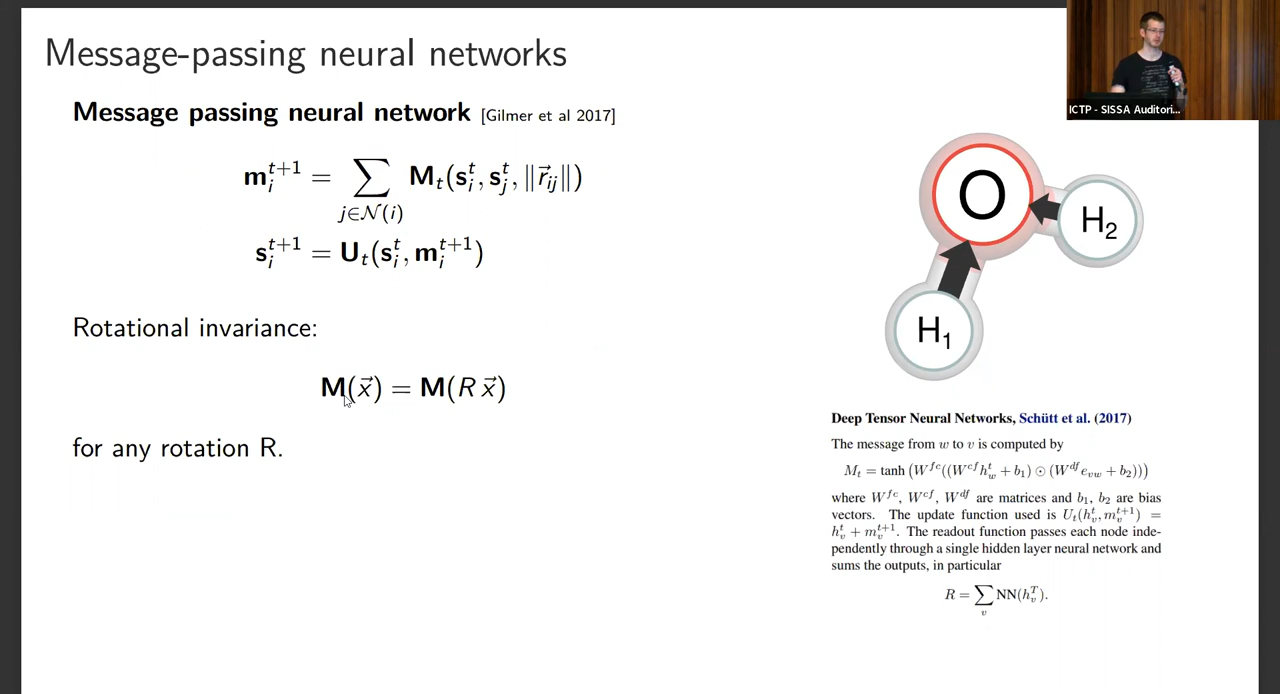 Message-passing neural networks
Message passing neural network [Gilmer et al 2017]
m_i^{t+1} = ∑_{j∈N(i)} M_t(s_i^t, s_j^t, ‖r⃗_ij‖)
s_i^{t+1} = U_t(s_i^t, m_i^{t+1})
Rotational invariance:
M(x⃗) = M(R x⃗)
for any rotation R.
ICTP - SISSA Auditori...
O
H₂
H₁
Deep Tensor Neural Networks, Schütt et al. (2017)
The message from w to v is computed by
M_t = tanh (W^{fc}((W^{cf} h_w^t + b_1) ⊙ (W^{df} e_{vw} + b_2)))
where W^{fc}, W^{cf}, W^{df} are matrices and b_1, b_2 are bias
vectors. The update function used is U_t(h_v^t, m_v^{t+1}) =
h_v^t + m_v^{t+1}. The readout function passes each node inde-
pendently through a single hidden layer neural network and
sums the outputs, in particular
R = ∑_v NN(h_v^T).